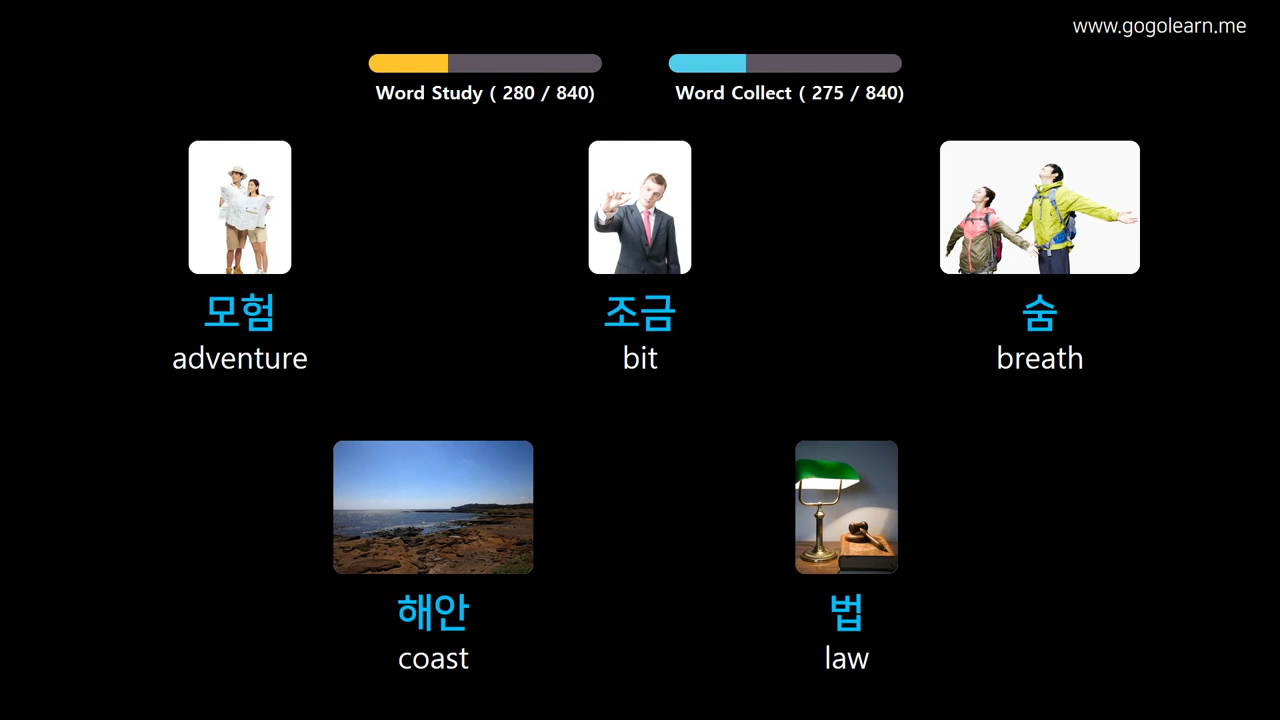 www.gogolearn.me
Word Study ( 280 / 840)
Word Collect ( 275 / 840)
모험
adventure
조금
bit
숨
breath
해안
coast
법
law